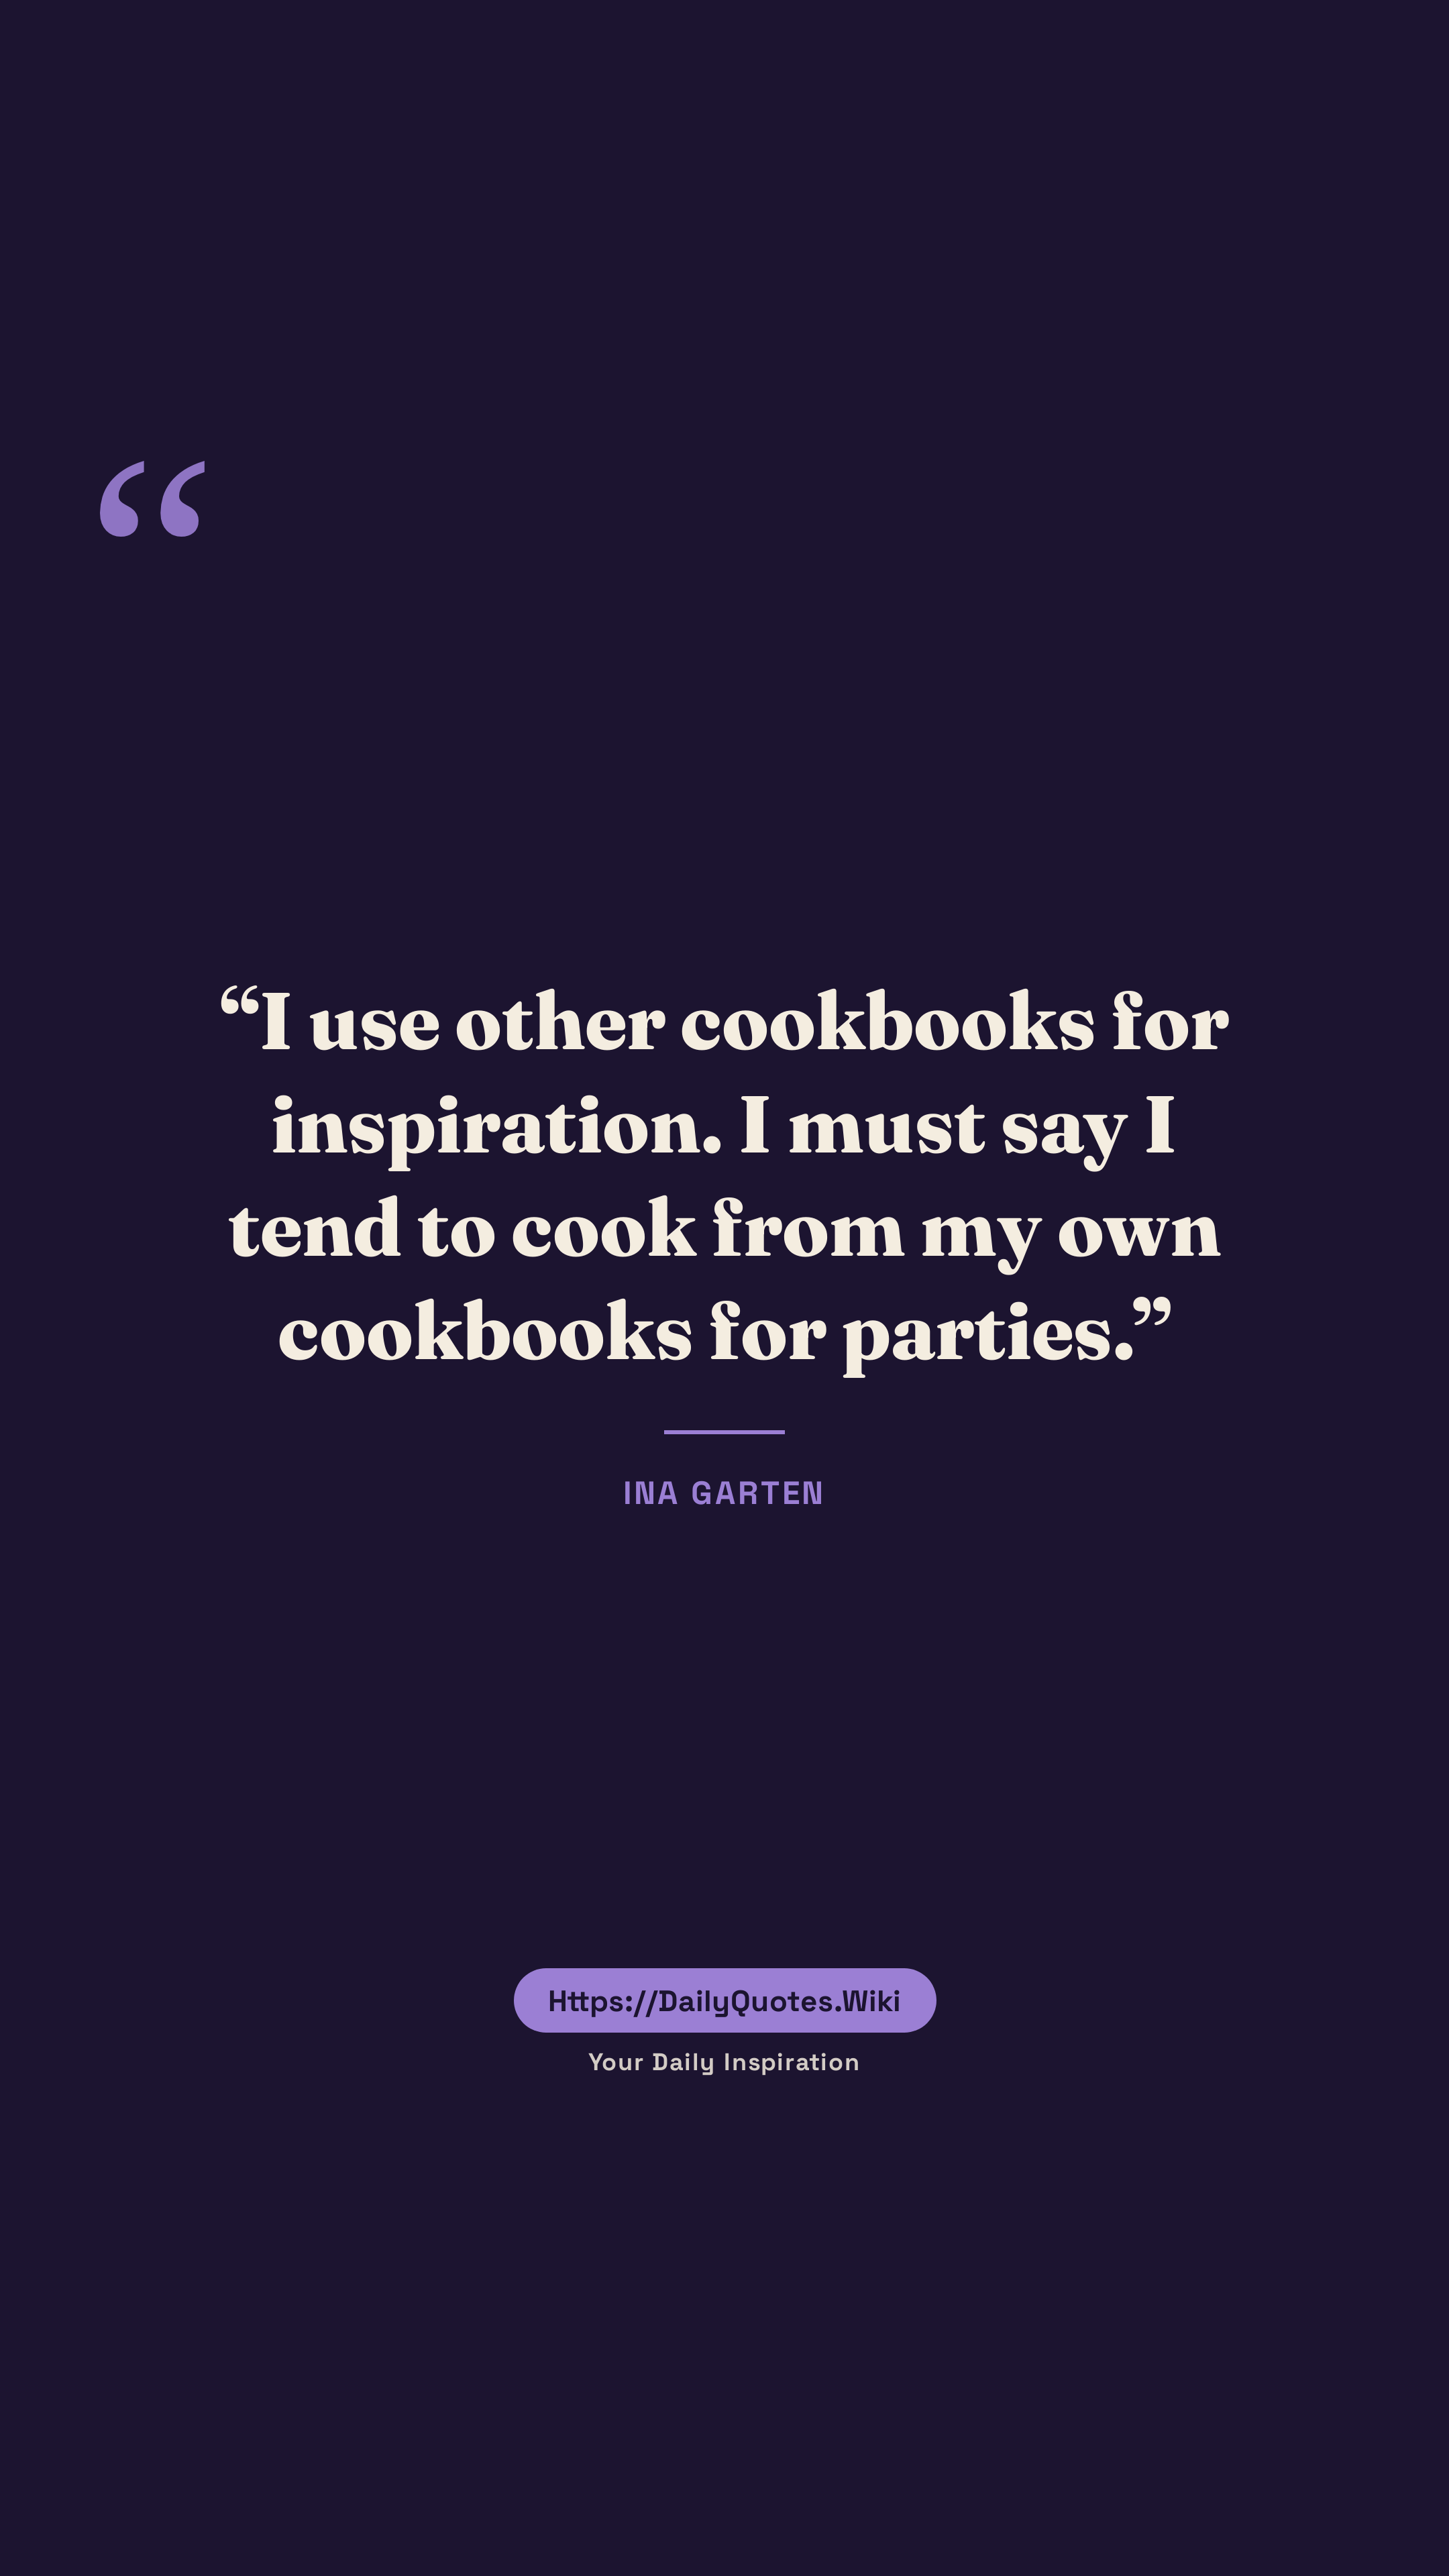 “
“I use other cookbooks for
inspiration. I must say I
tend to cook from my own
cookbooks for parties.”
INA GARTEN
Https://DailyQuotes.Wiki
Your Daily Inspiration